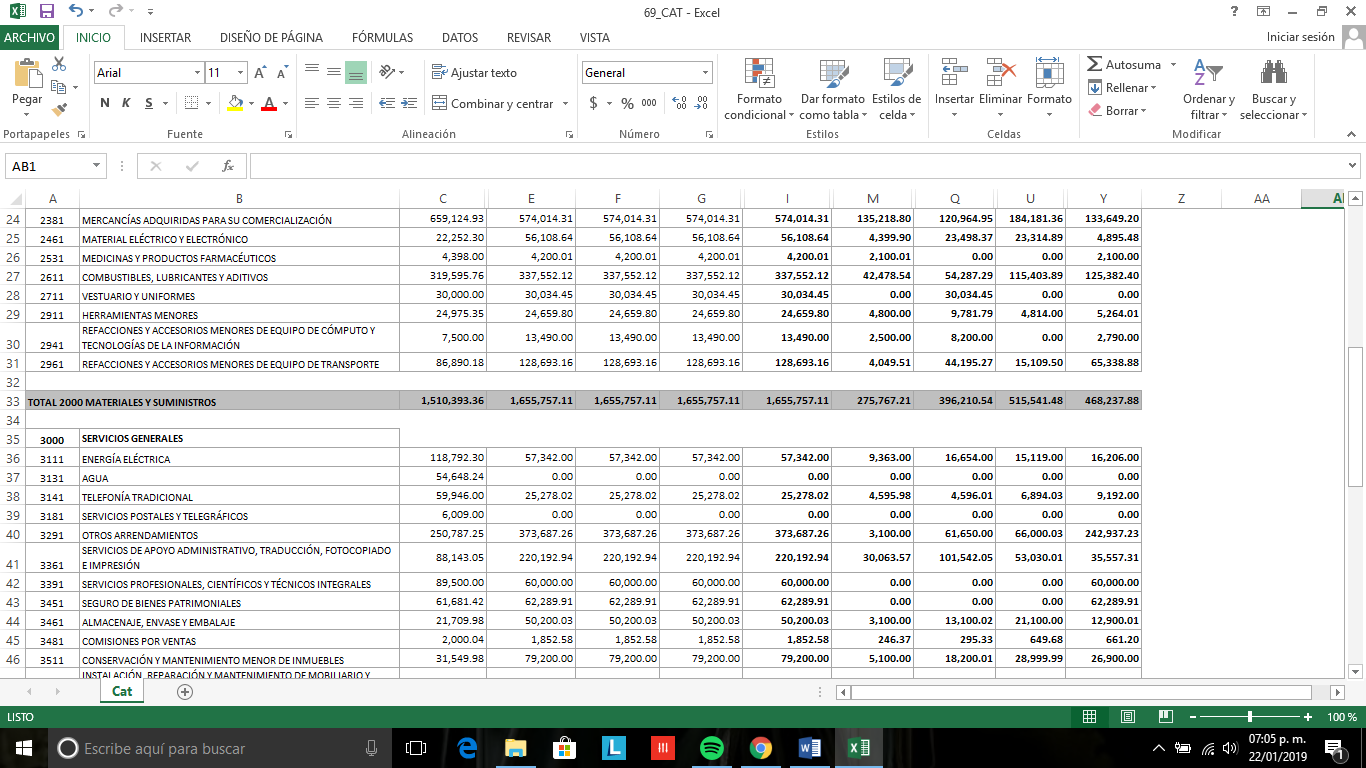 69_CAT - Excel
?
ARCHIVO INICIO INSERTAR DISEÑO DE PÁGINA FÓRMULAS DATOS REVISAR VISTA Iniciar sesión
Pegar
Arial 11 A A
N K S A
Ajustar texto
Combinar y centrar
General
$ % 000
Formato condicional
Dar formato como tabla
Estilos de celda
Insertar Eliminar Formato
Autosuma
Rellenar
Borrar
Ordenar y filtrar
Buscar y seleccionar
Portapapeles Fuente Alineación Número Estilos Celdas Modificar
AB1 fx
A B C E F G I M Q U Y Z AA
24 2381 MERCANCÍAS ADQUIRIDAS PARA SU COMERCIALIZACIÓN 659,124.93 574,014.31 574,014.31 574,014.31 574,014.31 135,218.80 120,964.95 184,181.36 133,649.20
25 2461 MATERIAL ELÉCTRICO Y ELECTRÓNICO 22,252.30 56,108.64 56,108.64 56,108.64 56,108.64 4,399.90 23,498.37 23,314.89 4,895.48
26 2531 MEDICINAS Y PRODUCTOS FARMACÉUTICOS 4,398.00 4,200.01 4,200.01 4,200.01 4,200.01 2,100.01 0.00 0.00 2,100.00
27 2611 COMBUSTIBLES, LUBRICANTES Y ADITIVOS 319,595.76 337,552.12 337,552.12 337,552.12 337,552.12 42,478.54 54,287.29 115,403.89 125,382.40
28 2711 VESTUARIO Y UNIFORMES 30,000.00 30,034.45 30,034.45 30,034.45 30,034.45 0.00 30,034.45 0.00 0.00
29 2911 HERRAMIENTAS MENORES 24,975.35 24,659.80 24,659.80 24,659.80 24,659.80 4,800.00 9,781.79 4,814.00 5,264.01
REFACCIONES Y ACCESORIOS MENORES DE EQUIPO DE CÓMPUTO Y
30 2941 TECNOLOGÍAS DE LA INFORMACIÓN 7,500.00 13,490.00 13,490.00 13,490.00 13,490.00 2,500.00 8,200.00 0.00 2,790.00
31 2961 REFACCIONES Y ACCESORIOS MENORES DE EQUIPO DE TRANSPORTE 86,890.18 128,693.16 128,693.16 128,693.16 128,693.16 4,049.51 44,195.27 15,109.50 65,338.88
32
33 TOTAL 2000 MATERIALES Y SUMINISTROS 1,510,393.36 1,655,757.11 1,655,757.11 1,655,757.11 1,655,757.11 275,767.21 396,210.54 515,541.48 468,237.88
34
35 3000 SERVICIOS GENERALES
36 3111 ENERGÍA ELÉCTRICA 118,792.30 57,342.00 57,342.00 57,342.00 57,342.00 9,363.00 16,654.00 15,119.00 16,206.00
37 3131 AGUA 54,648.24 0.00 0.00 0.00 0.00 0.00 0.00 0.00 0.00
38 3141 TELEFONÍA TRADICIONAL 59,946.00 25,278.02 25,278.02 25,278.02 25,278.02 4,595.98 4,596.01 6,894.03 9,192.00
39 3181 SERVICIOS POSTALES Y TELEGRÁFICOS 6,009.00 0.00 0.00 0.00 0.00 0.00 0.00 0.00 0.00
40 3291 OTROS ARRENDAMIENTOS 250,787.25 373,687.26 373,687.26 373,687.26 373,687.26 3,100.00 61,650.00 66,000.03 242,937.23
SERVICIOS DE APOYO ADMINISTRATIVO, TRADUCCIÓN, FOTOCOPIADO
41 3361 E IMPRESIÓN 88,143.05 220,192.94 220,192.94 220,192.94 220,192.94 30,063.57 101,542.05 53,030.01 35,557.31
42 3391 SERVICIOS PROFESIONALES, CIENTÍFICOS Y TÉCNICOS INTEGRALES 89,500.00 60,000.00 60,000.00 60,000.00 60,000.00 0.00 0.00 0.00 60,000.00
43 3451 SEGURO DE BIENES PATRIMONIALES 61,681.42 62,289.91 62,289.91 62,289.91 62,289.91 0.00 0.00 0.00 62,289.91
44 3461 ALMACENAJE, ENVASE Y EMBALAJE 21,709.98 50,200.03 50,200.03 50,200.03 50,200.03 3,100.00 13,100.02 21,100.00 12,900.01
45 3481 COMISIONES POR VENTAS 2,000.04 1,852.58 1,852.58 1,852.58 1,852.58 246.37 295.33 649.68 661.20
46 3511 CONSERVACIÓN Y MANTENIMIENTO MENOR DE INMUEBLES 31,549.98 79,200.00 79,200.00 79,200.00 79,200.00 5,100.00 18,200.01 28,999.99 26,900.00
INSTALACIÓN, REPARACIÓN Y MANTENIMIENTO DE MOBILIARIO Y
Cat
LISTO 100 %
Escribe aquí para buscar
07:05 p. m.
22/01/2019
1